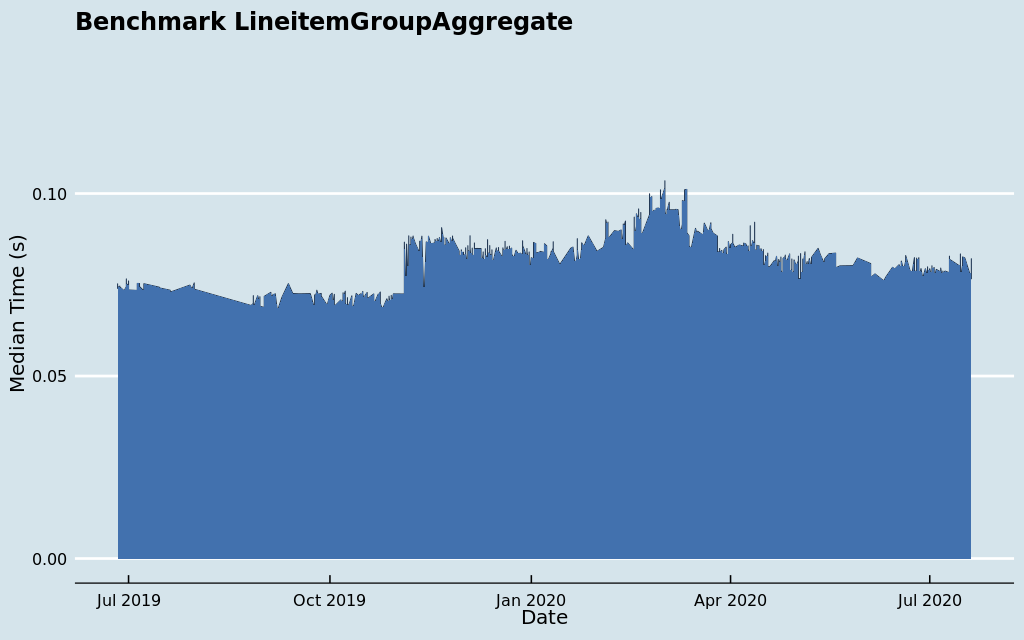 Benchmark LineitemGroupAggregate
Median Time (s)
0.10
0.05
0.00
Jul 2019 Oct 2019 Jan 2020 Apr 2020 Jul 2020
Date